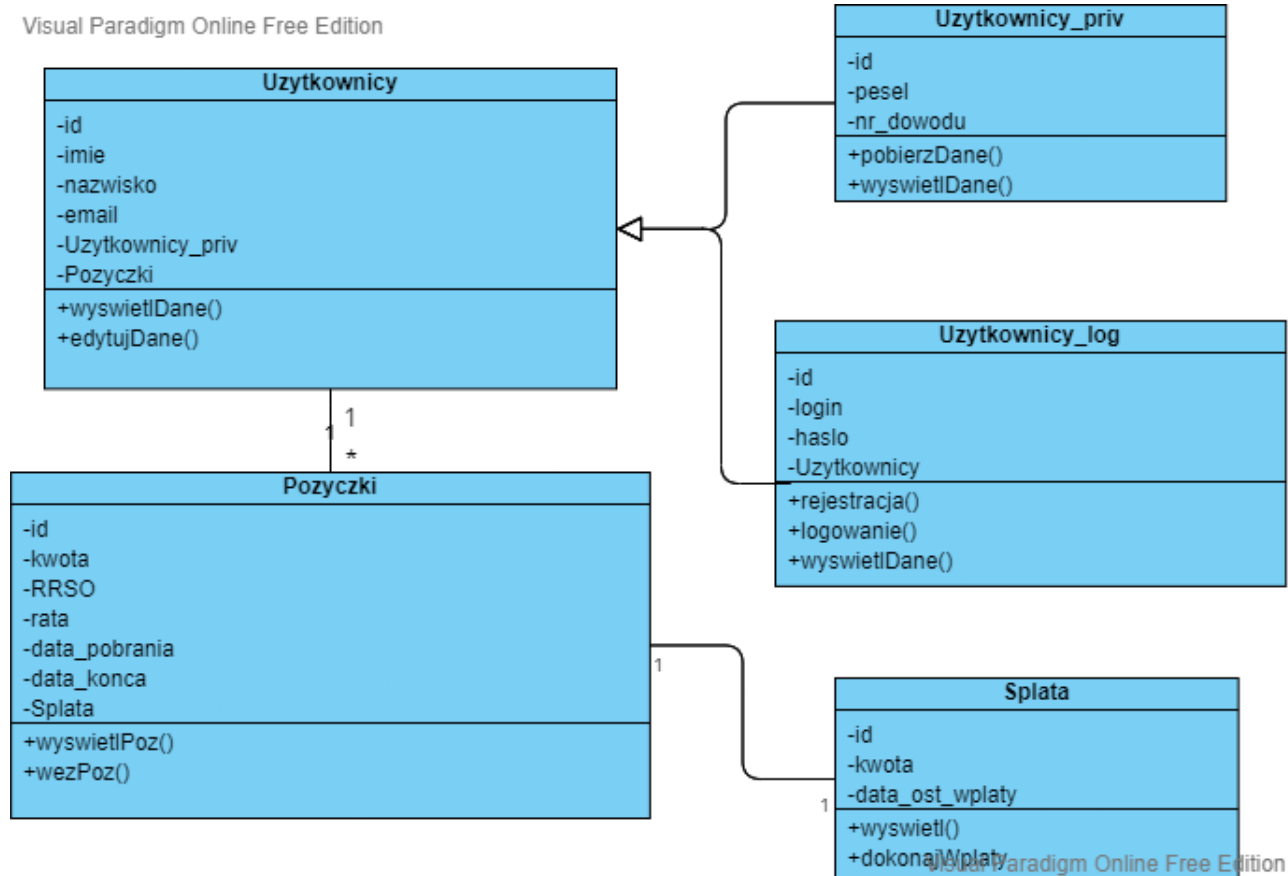 Visual Paradigm Online Free Edition
Uzytkownicy
-id
-imie
-nazwisko
-email
-Uzytkownicy_priv
-Pozyczki
+wyswietlDane()
+edytujDane()
1
1
*
Uzytkownicy_priv
-id
-pesel
-nr_dowodu
+pobierzDane()
+wyswietlDane()
Uzytkownicy_log
-id
-login
-haslo
-Uzytkownicy
+rejestracja()
+logowanie()
+wyswietlDane()
Pozyczki
-id
-kwota
-RRSO
-rata
-data_pobrania
-data_konca
-Splata
+wyswietlPoz()
+wezPoz()
1
1
Splata
-id
-kwota
-data_ost_wplaty
+wyswietl()
+dokonajWplaty
Visual Paradigm Online Free Edition